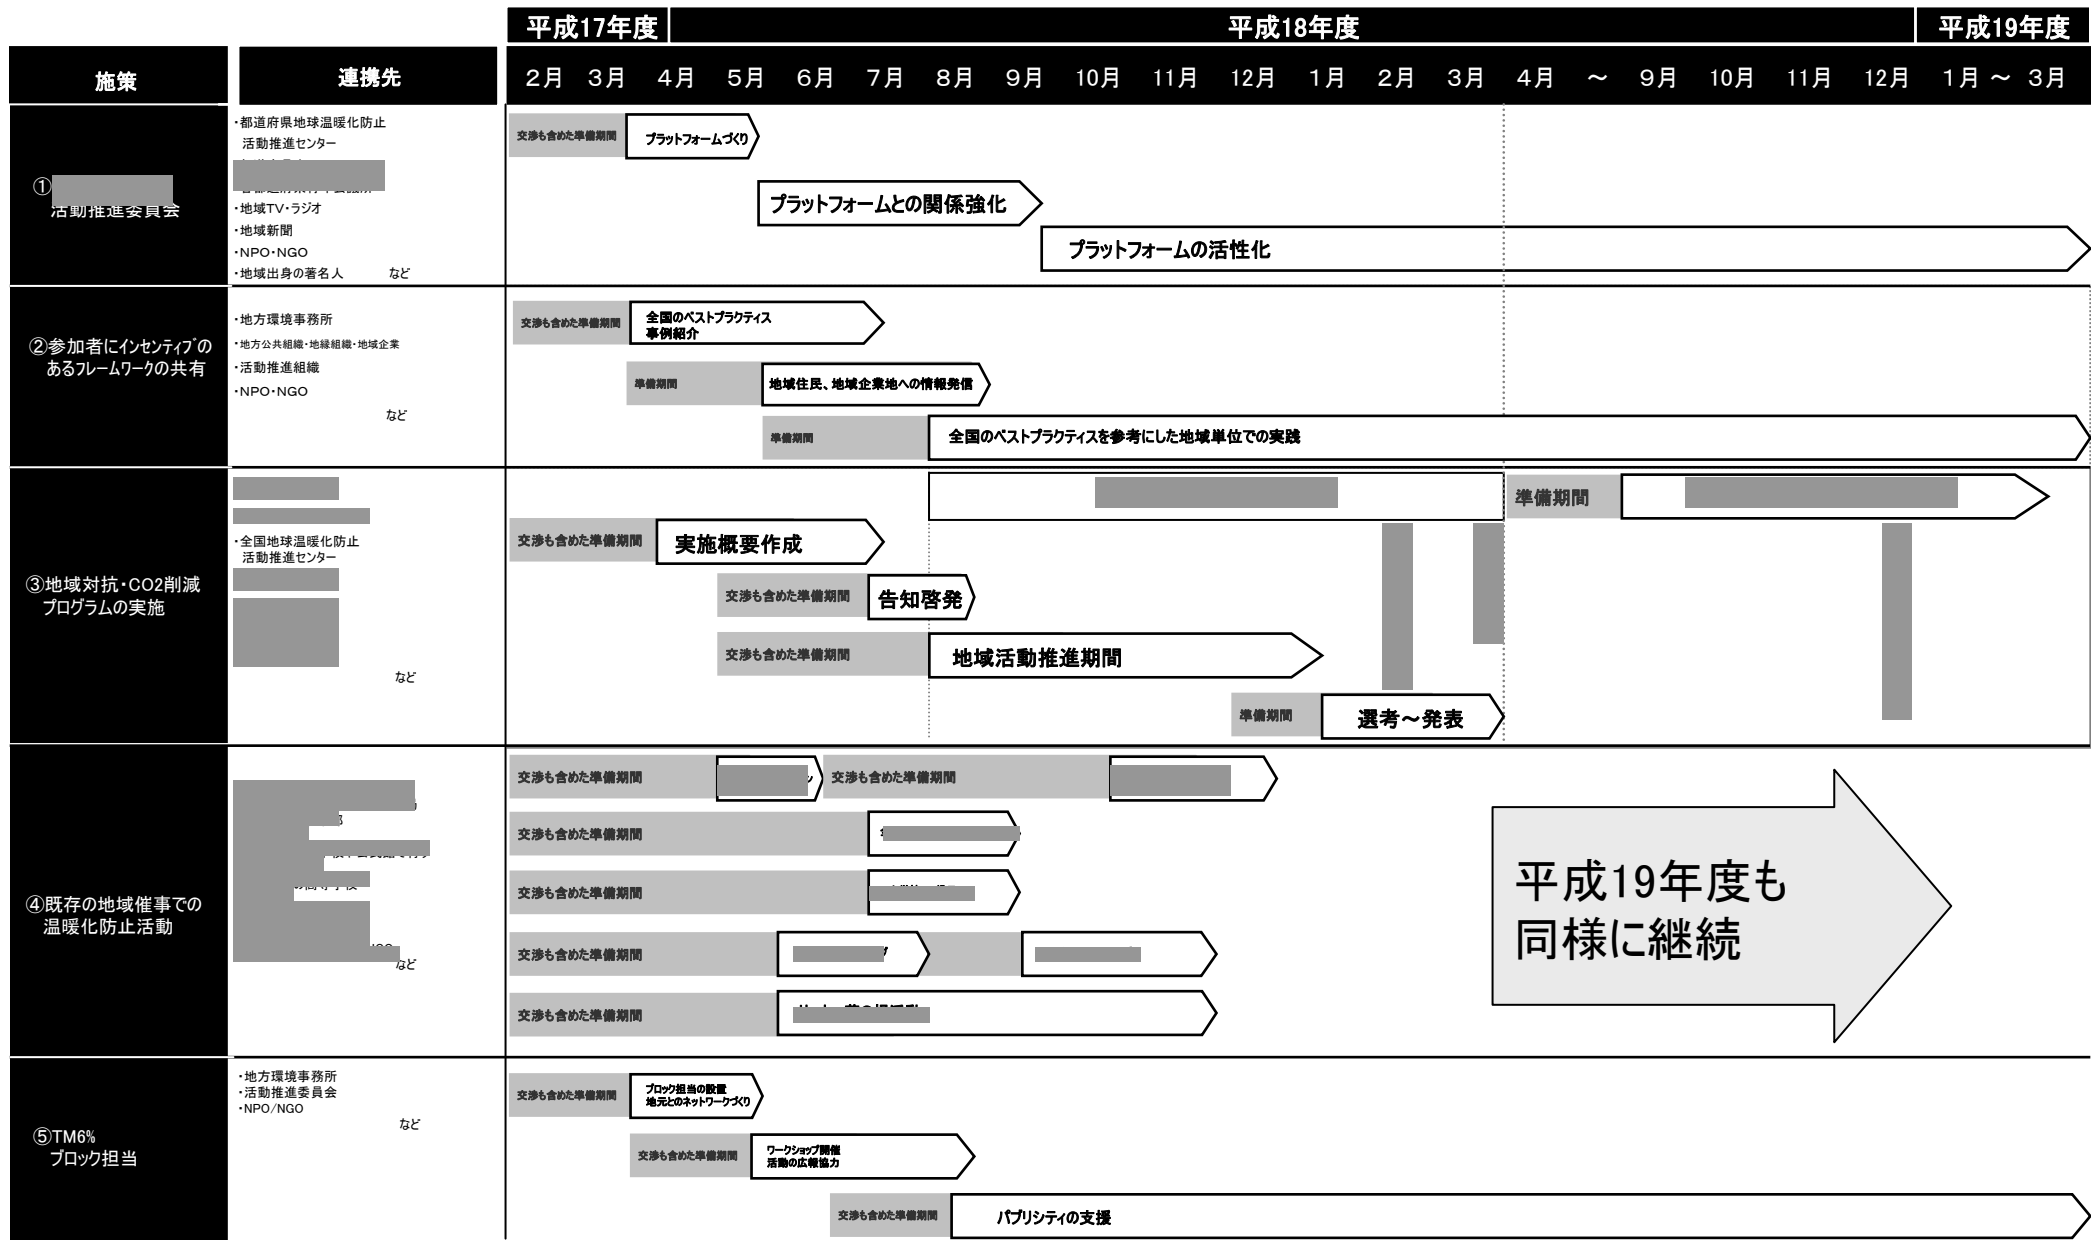 平成17年度
平成18年度
平成19年度
施策
連携先
2月 3月 4月 5月 6月 7月 8月 9月 10月 11月 12月 1月 2月 3月 4月 ～ 9月 10月 11月 12月 1月 ～ 3月
①
活動推進委員会
・都道府県地球温暖化防止
活動推進センター
・地域TV・ラジオ
・地域新聞
・NPO・NGO
・地域出身の著名人 など
交渉も含めた準備期間
プラットフォームづくり
プラットフォームとの関係強化
プラットフォームの活性化
②参加者にインセンティブの
あるフレームワークの共有
・地方環境事務所
・地方公共組織・地縁組織・地域企業
・活動推進組織
・NPO・NGO
など
交渉も含めた準備期間
全国のベストプラクティス
事例紹介
準備期間
地域住民、地域企業地への情報発信
準備期間
全国のベストプラクティスを参考にした地域単位での実践
③地域対抗・CO2削減
プログラムの実施
・全国地球温暖化防止
活動推進センター
など
準備期間
交渉も含めた準備期間
実施概要作成
交渉も含めた準備期間
告知啓発
交渉も含めた準備期間
地域活動推進期間
準備期間
選考～発表
④既存の地域催事での
温暖化防止活動
など
交渉も含めた準備期間
交渉も含めた準備期間
交渉も含めた準備期間
交渉も含めた準備期間
交渉も含めた準備期間
交渉も含めた準備期間
平成19年度も
同様に継続
⑤TM6%
ブロック担当
・地方環境事務所
・活動推進委員会
・NPO/NGO
など
交渉も含めた準備期間
ブロック担当の設置
地元とのネットワークづくり
交渉も含めた準備期間
ワークショップ開催
活動の広報協力
交渉も含めた準備期間
パブリシティの支援